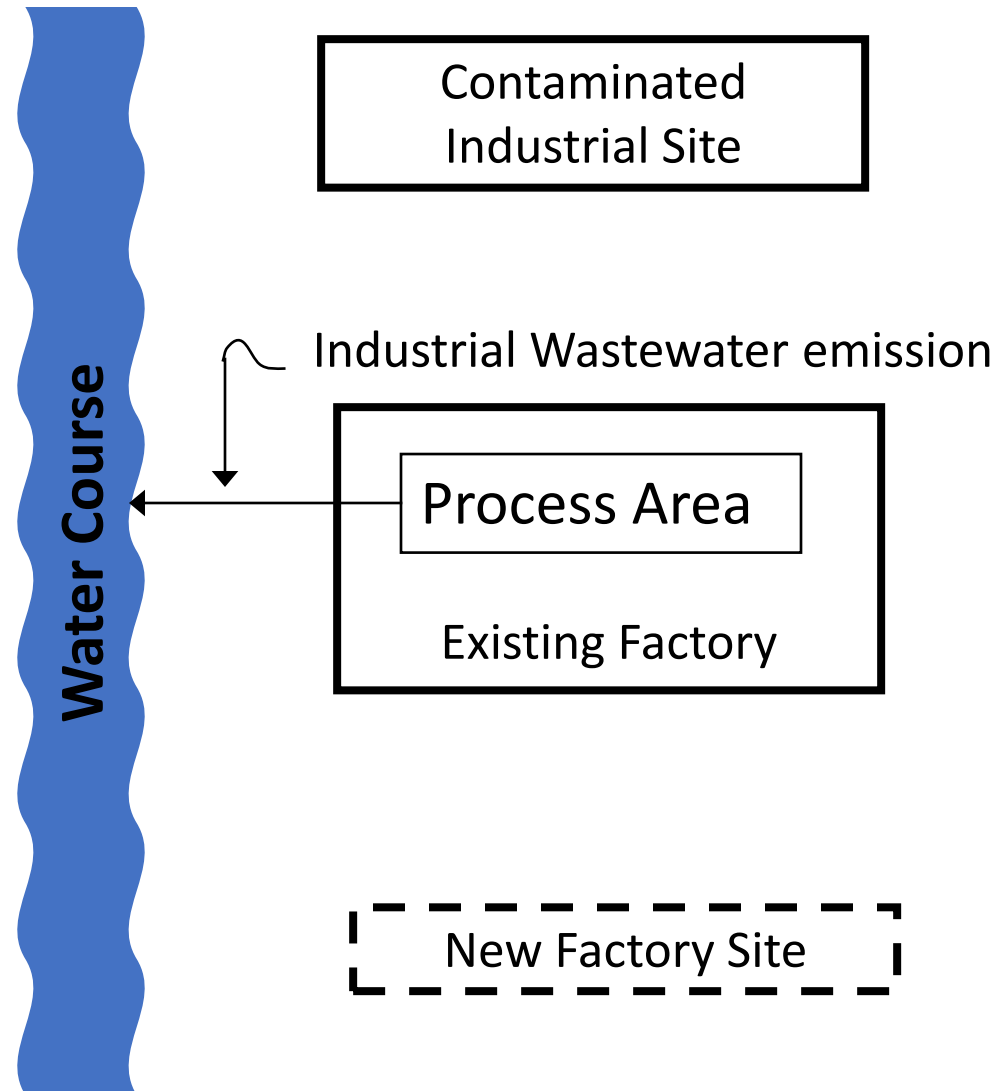 Contaminated
Industrial Site
Industrial Wastewater emission
Water Course
Process Area
Existing Factory
New Factory Site